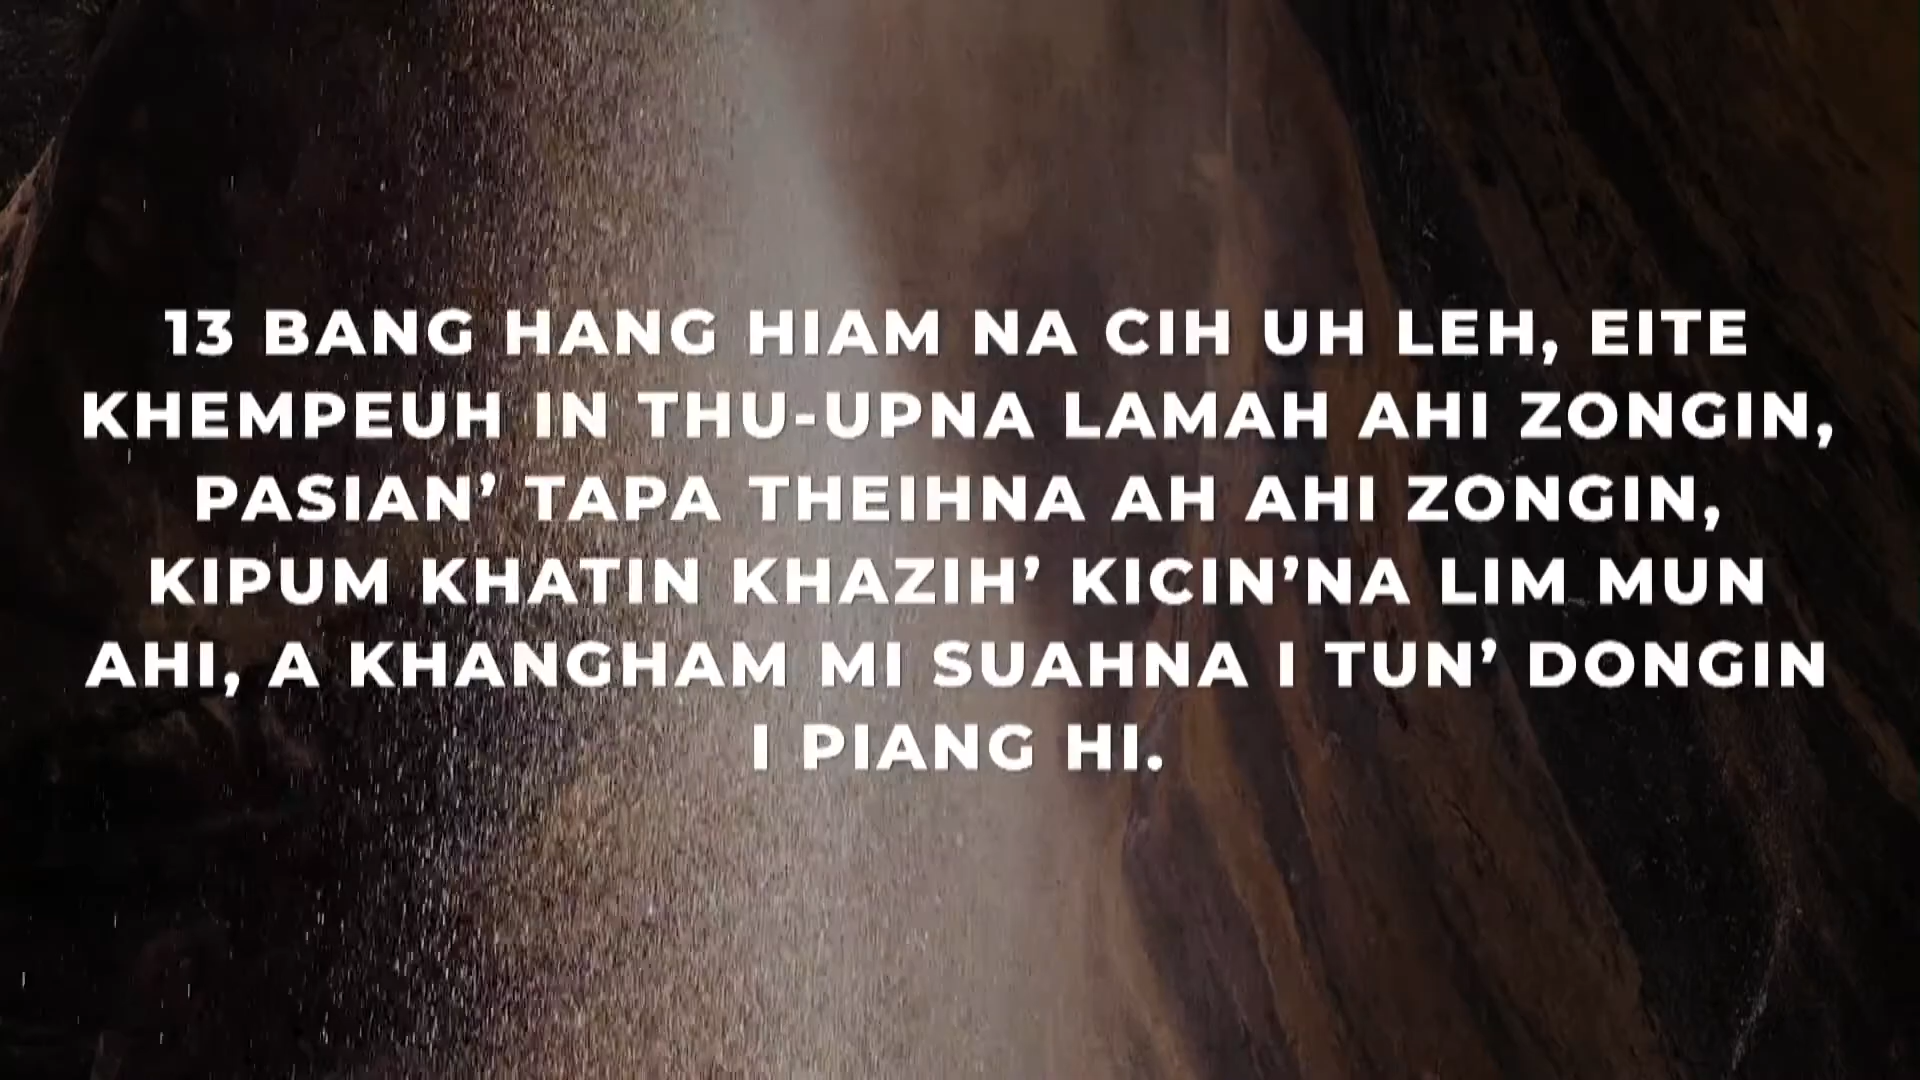 13 BANG HANG HIAM NA CIH UH LEH, EITE
KHEMPEUH IN THU-UPNA LAMAH AHI ZONGIN,
PASIAN’ TAPA THEIHNA AH AHI ZONGIN,
KIPUM KHATIN KHAZIH’ KICIN’NA LIM MUN
AHI, A KHANGHAM MI SUAHNA I TUN’ DONGIN
I PIANG HI.